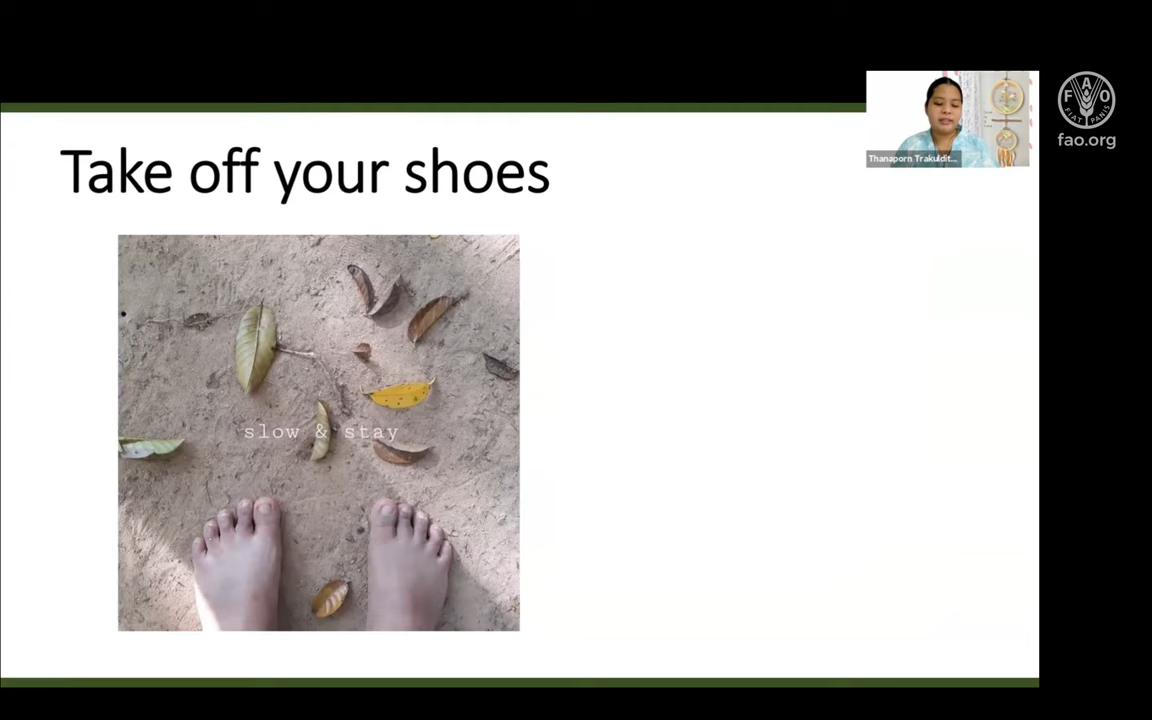 Take off your shoes
slow & stay
Thanaporn Trakuldit...
F A O
FIAT PANIS
fao.org